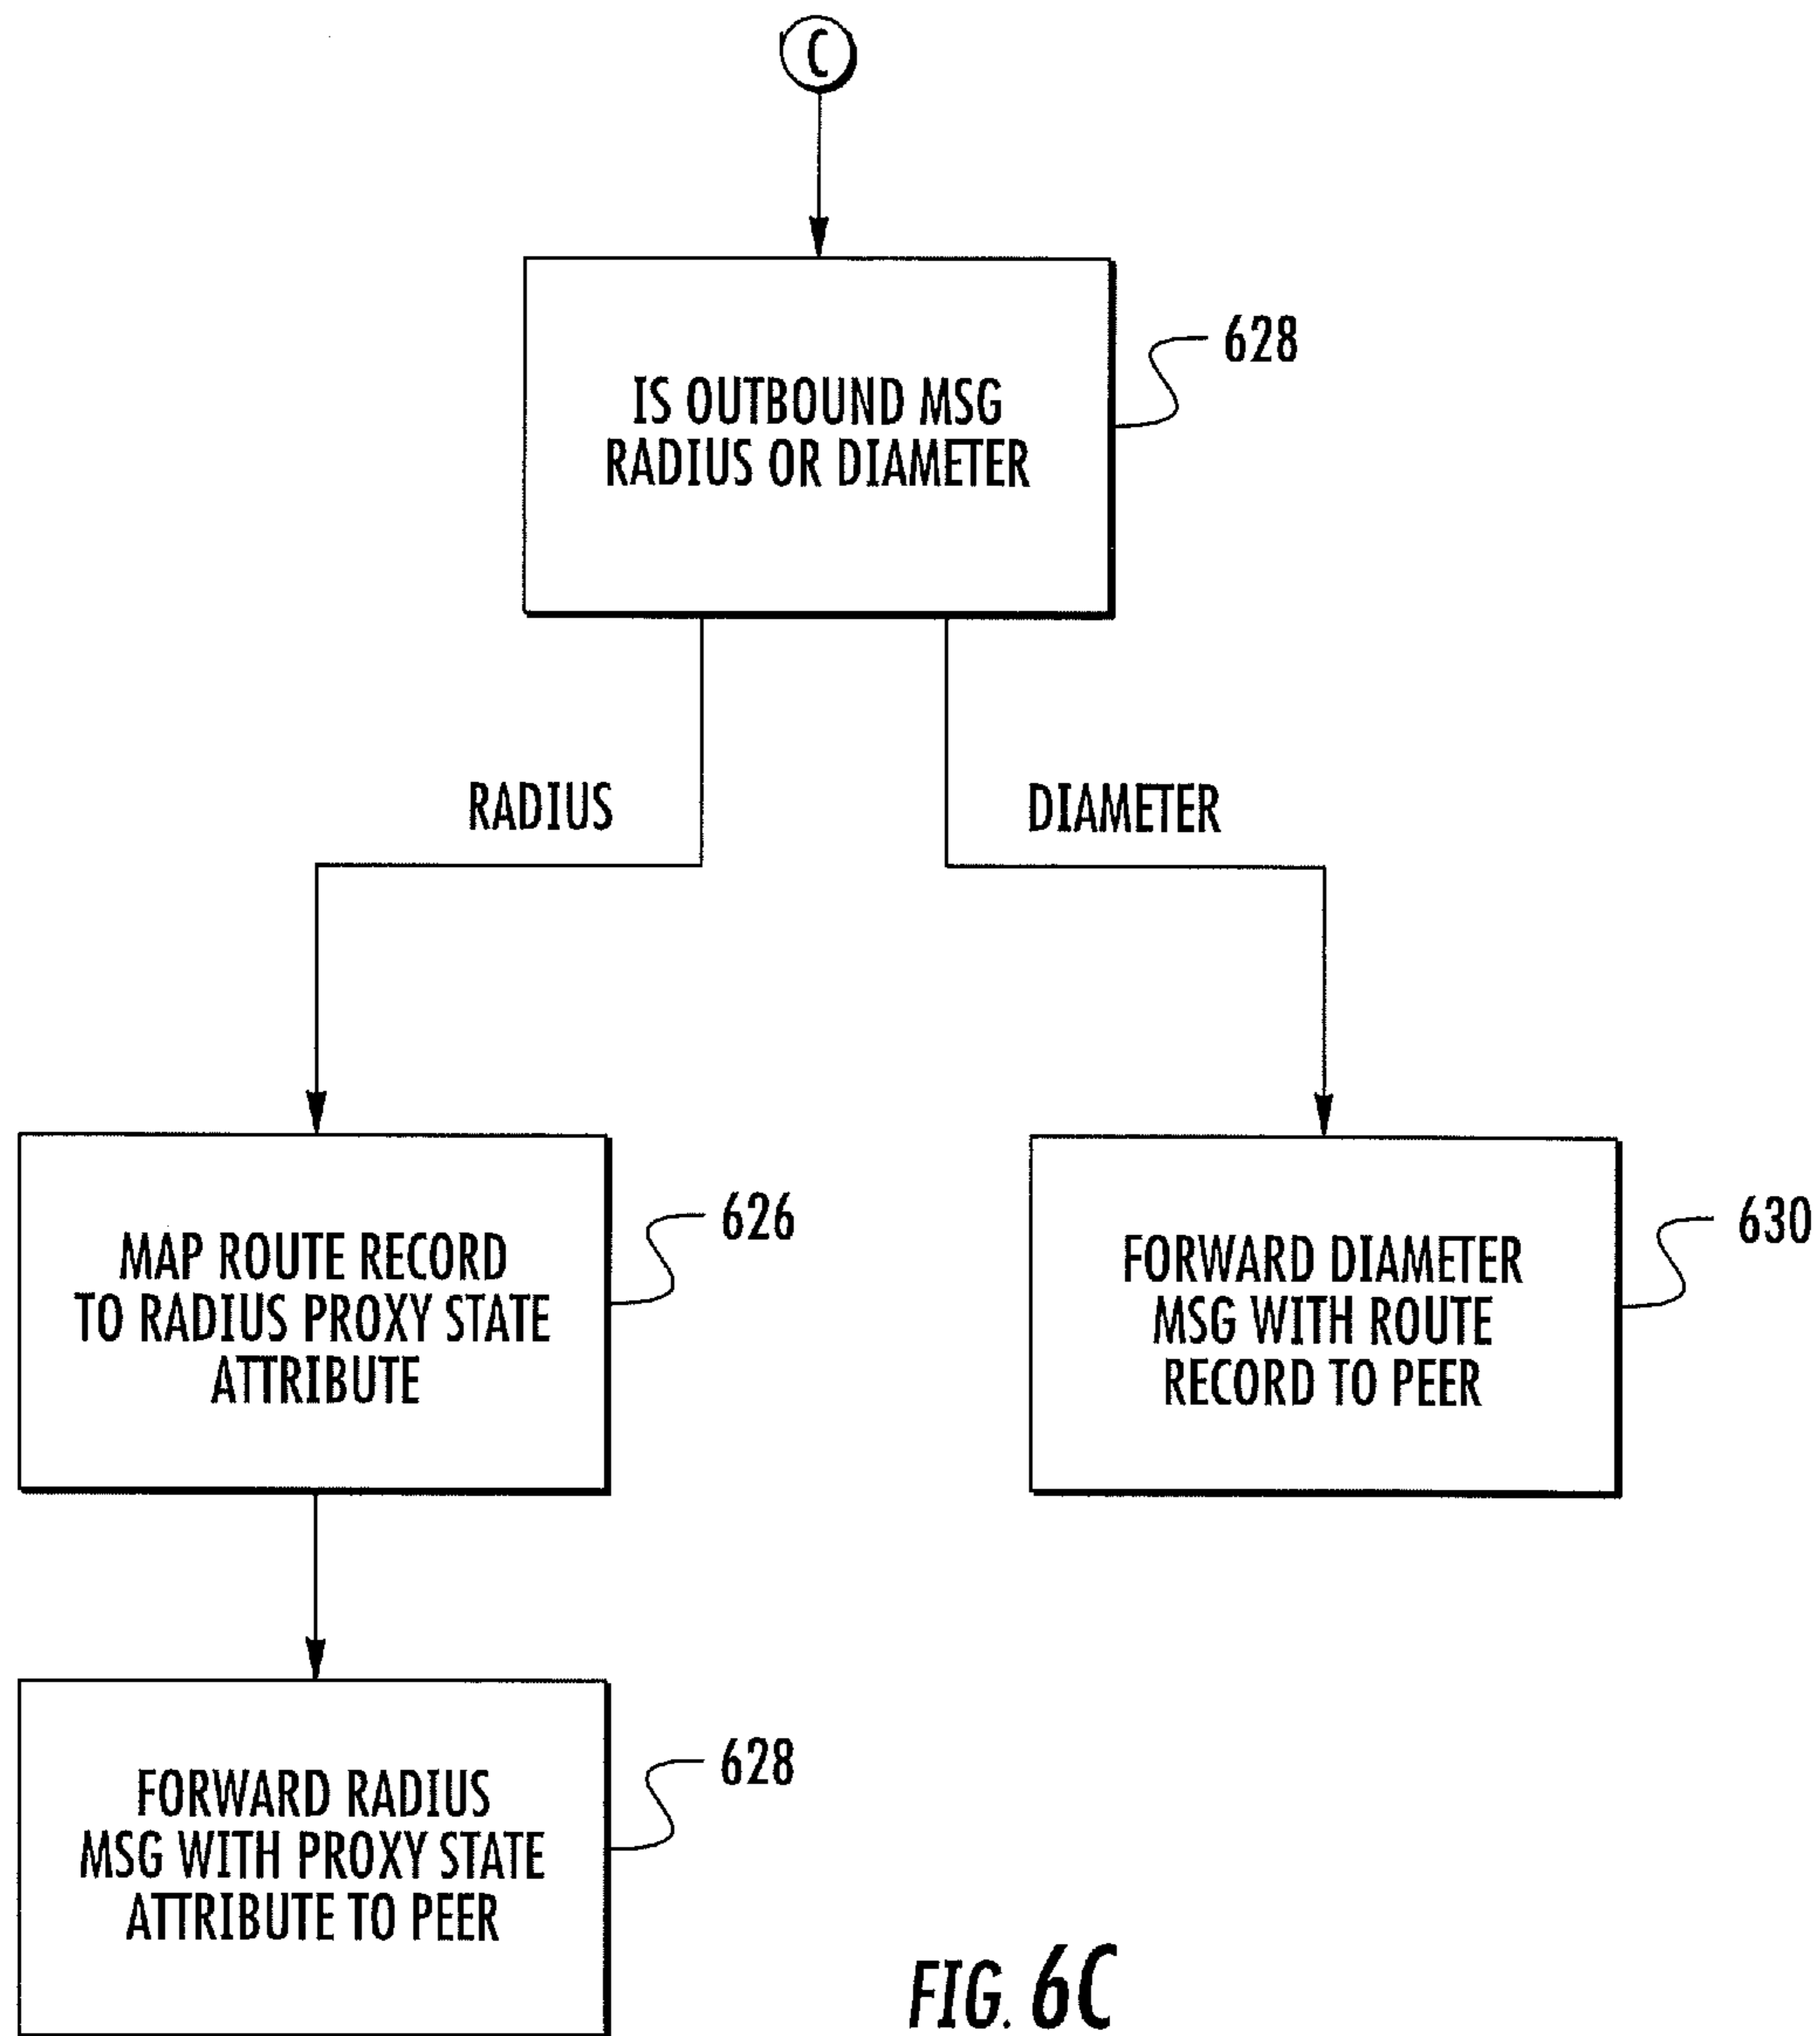 C
IS OUTBOUND MSG
RADIUS OR DIAMETER
628
RADIUS
DIAMETER
MAP ROUTE RECORD
TO RADIUS PROXY STATE
ATTRIBUTE
626
FORWARD DIAMETER
MSG WITH ROUTE
RECORD TO PEER
630
FORWARD RADIUS
MSG WITH PROXY STATE
ATTRIBUTE TO PEER
628
FIG. 6C